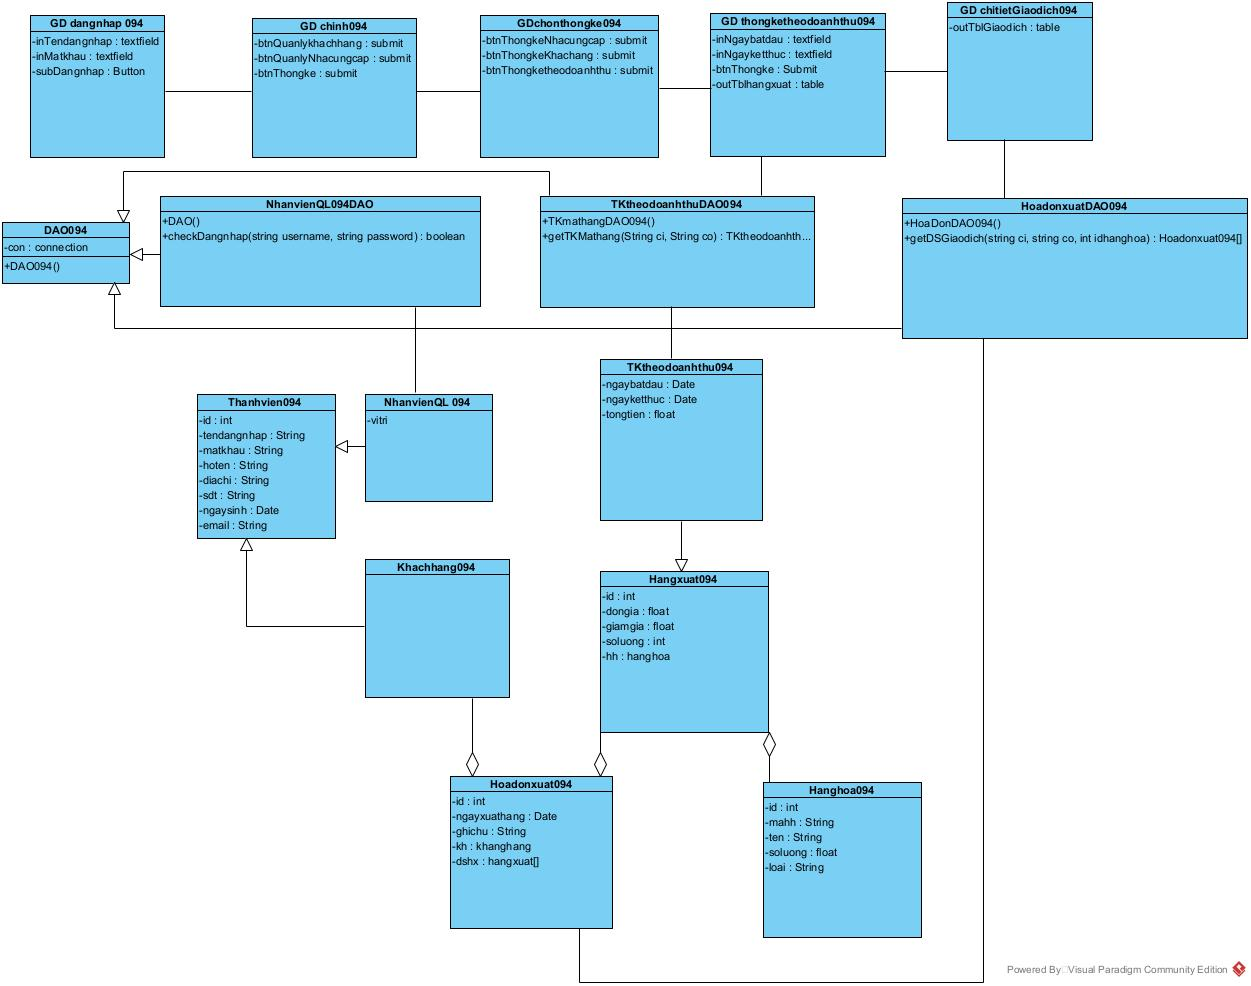 GD dangnhap 094
-inTendangnhap : textfield
-inMatkhau : textfield
-subDangnhap : Button
GD chinh094
-btnQuanlykhachhang : submit
-btnQuanlyNhacungcap : submit
-btnThongke : submit
GDchonthongke094
-btnThongkeNhacungcap : submit
-btnThongkeKhachang : submit
-btnThongketheodoanhthu : submit
GD thongketheodoanhthu094
-inNgaybatdau : textfield
-inNgayketthuc : textfield
-btnThongke : Submit
-outTblhangxuat : table
GD chitietGiaodich094
-outTblGiaodich : table
DAO094
-con : connection
+DAO094()
NhanvienQL094DAO
+DAO()
+checkDangnhap(string username, string password) : boolean
TKtheodoanhthuDAO094
+TKmathangDAO094()
+getTKMathang(String ci, String co) : TKtheodoanhth...
HoadonxuatDAO094
+HoaDonDAO094()
+getDSGiaodich(string ci, string co, int idhanghoa) : Hoadonxuat094[]
Thanhvien094
-id : int
-tendangnhap : String
-matkhau : String
-hoten : String
-diachi : String
-sdt : String
-ngaysinh : Date
-email : String
NhanvienQL 094
-vitri
TKtheodoanhthu094
-ngaybatdau : Date
-ngayketthuc : Date
-tongtien : float
Khachhang094
Hangxuat094
-id : int
-dongia : float
-giamgia : float
-soluong : int
-hh : hanghoa
Hoadonxuat094
-id : int
-ngayxuathang : Date
-ghichu : String
-kh : khanghang
-dshx : hangxuat[]
Hanghoa094
-id : int
-mahh : String
-ten : String
-soluong : float
-loai : String
Powered By Visual Paradigm Community Edition